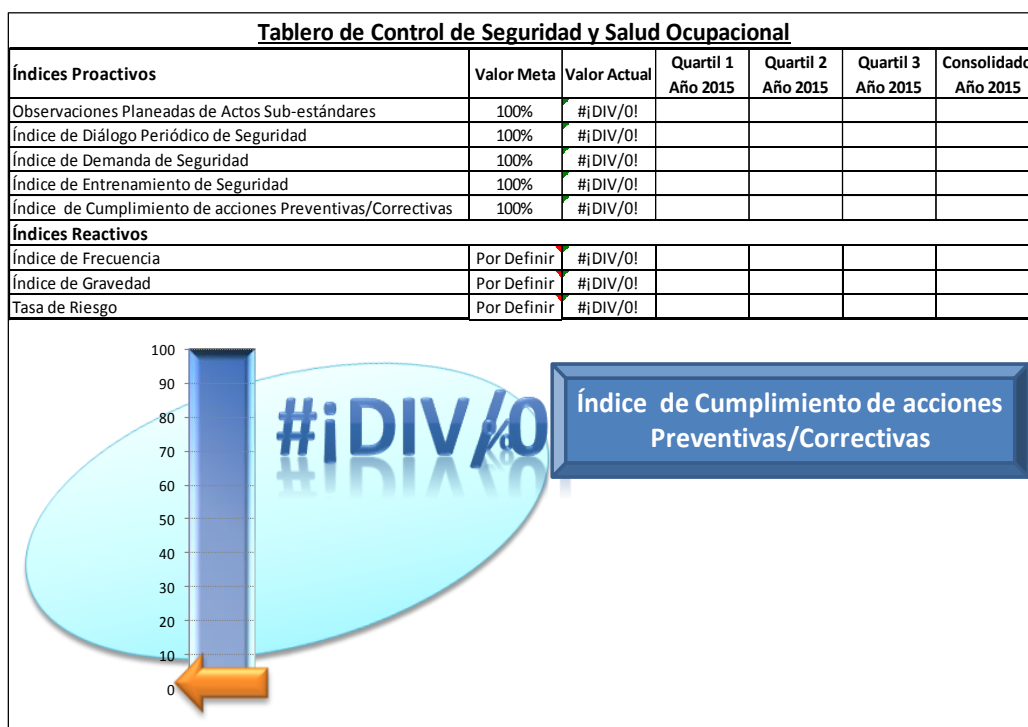 Tablero de Control de Seguridad y Salud Ocupacional
Índices Proactivos Valor Meta Valor Actual Quartil 1 Año 2015 Quartil 2 Año 2015 Quartil 3 Año 2015 Consolidado Año 2015
Observaciones Planeadas de Actos Sub-estándares 100% #¡DIV/0!
Índice de Diálogo Periódico de Seguridad 100% #¡DIV/0!
Índice de Demanda de Seguridad 100% #¡DIV/0!
Índice de Entrenamiento de Seguridad 100% #¡DIV/0!
Índice de Cumplimiento de acciones Preventivas/Correctivas 100% #¡DIV/0!
Índices Reactivos
Índice de Frecuencia Por Definir #¡DIV/0!
Índice de Gravedad Por Definir #¡DIV/0!
Tasa de Riesgo Por Definir #¡DIV/0!
100
90
80
70
60
50
40
30
20
10
0
#¡DIV/0
%
Índice de Cumplimiento de acciones
Preventivas/Correctivas